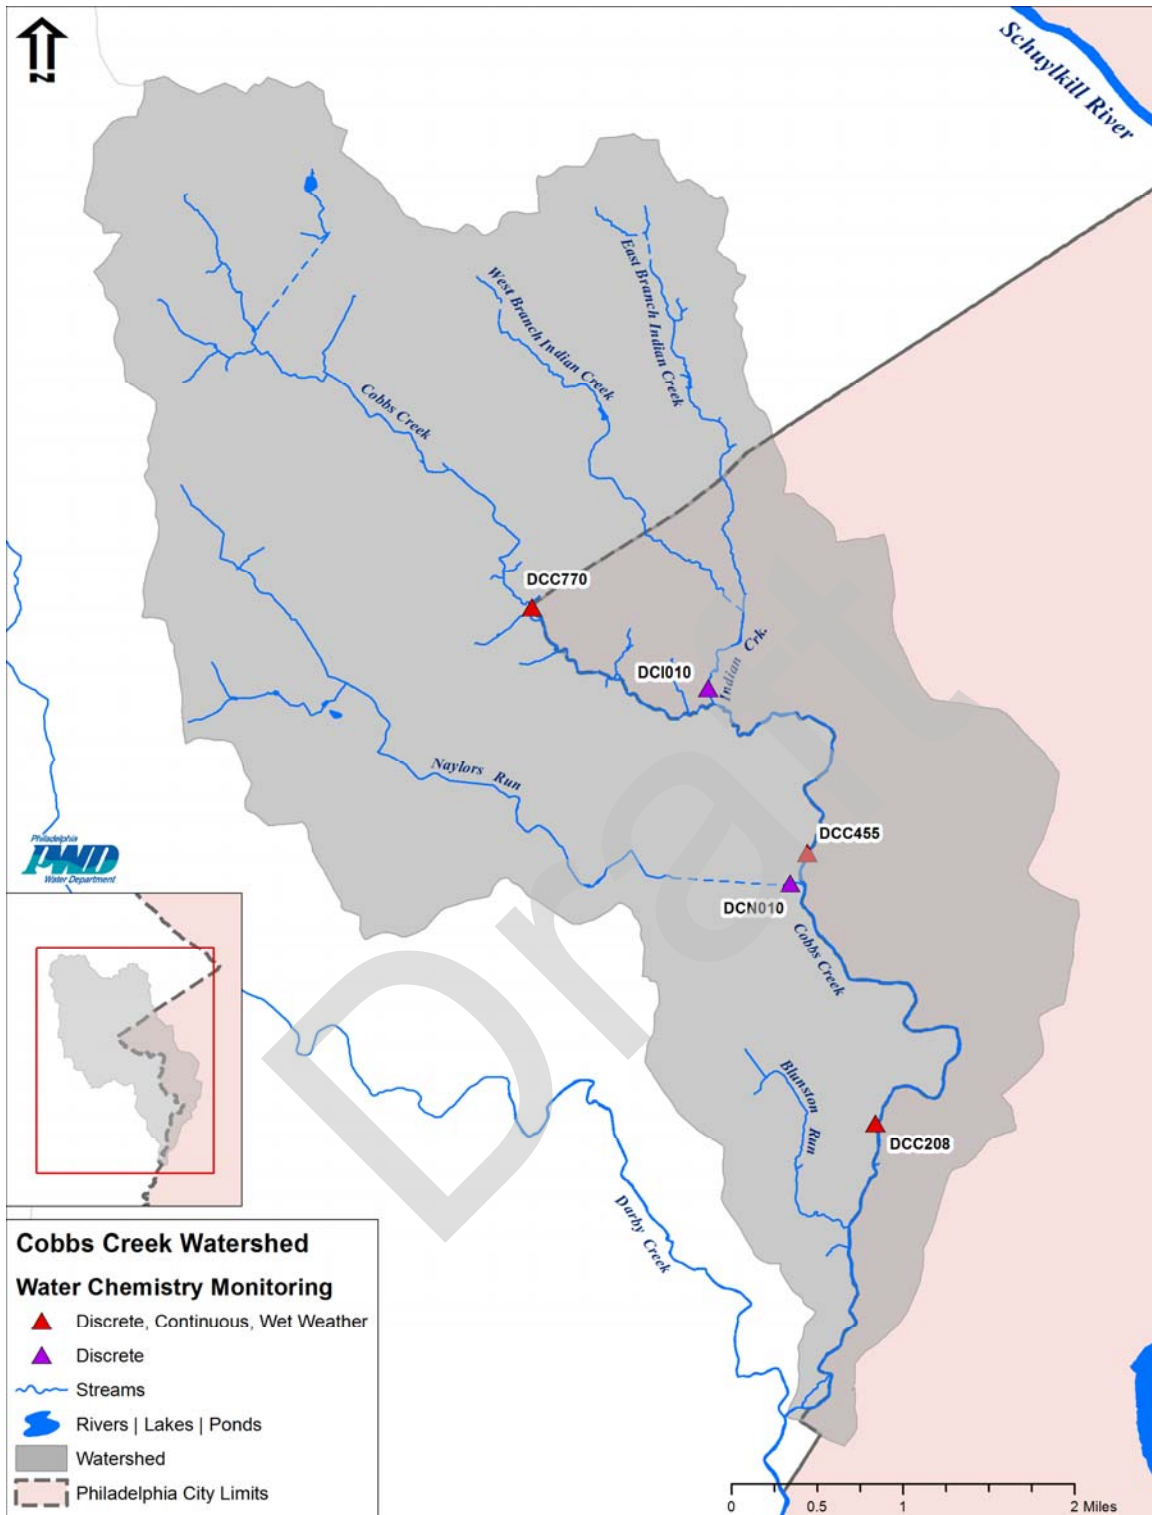 N
Schuylkill River
East Branch Indian Creek
West Branch Indian Creek
Cobbs Creek
DCC770
Indian Crk.
DCI010
Naylors Run
DCC455
DCN010
Cobbs Creek
Blunston Run
DCC208
Darby Creek
Draft
Philadelphia
PWD
Water Department
Cobbs Creek Watershed
Water Chemistry Monitoring
Discrete, Continuous, Wet Weather
Discrete
Streams
Rivers | Lakes | Ponds
Watershed
Philadelphia City Limits
0 0.5 1 2 Miles